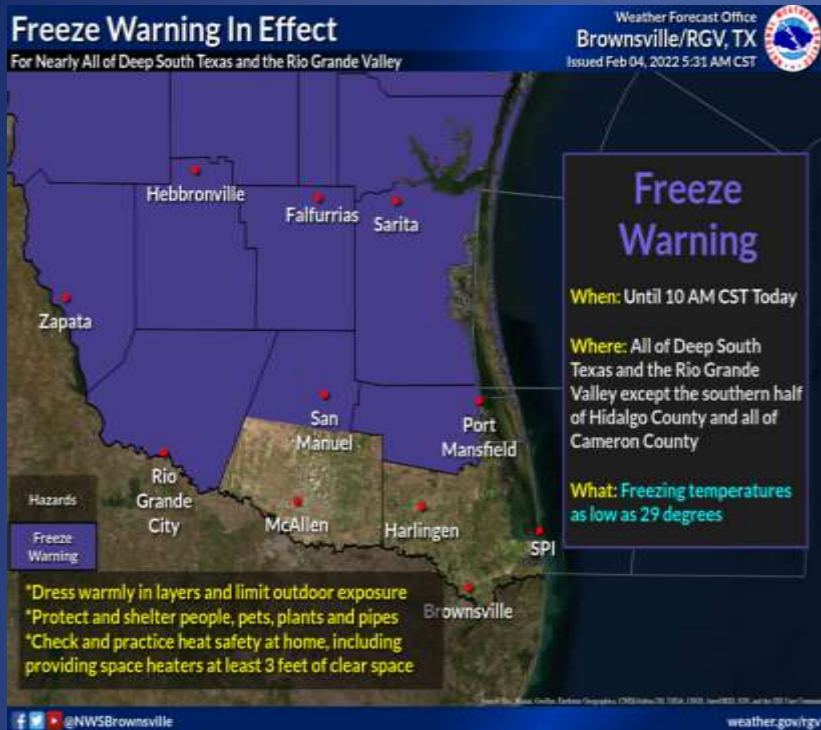 Freeze Warning In Effect
For Nearly All of Deep South Texas and the Rio Grande Valley
Weather Forecast Office
Brownsville/RGV, TX
Issued Feb 04, 2022 5:31 AM CST
Hebbronville
Falfurrias
Sarita
Zapata
San
Manuel
Port
Mansfield
Rio
Grande
City
McAllen
Harlingen
SPI
Brownsville
Freeze
Warning
When: Until 10 AM CST Today
Where: All of Deep South
Texas and the Rio Grande
Valley except the southern half
of Hidalgo County and all of
Cameron County
What: Freezing temperatures
as low as 29 degrees
Hazards
Freeze
Warning
*Dress warmly in layers and limit outdoor exposure
*Protect and shelter people, pets, plants and pipes
*Check and practice heat safety at home, including
providing space heaters at least 3 feet of clear space
@NWSBrownsville
weather.gov/rgv